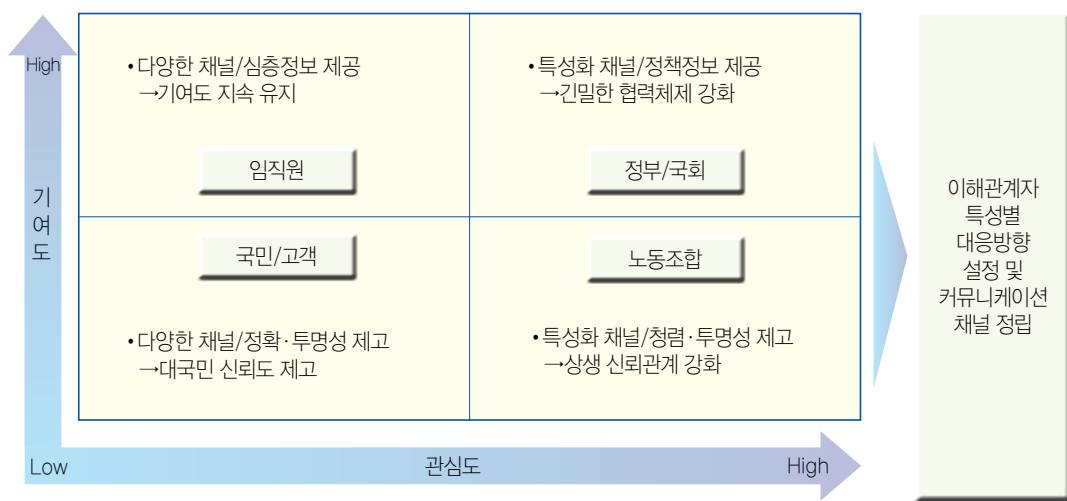 High
• 다양한 채널/심층정보 제공
→기여도 지속 유지
임직원
• 특성화 채널/정책정보 제공
→긴밀한 협력체제 강화
정부/국회
기
여
도
국민/고객
• 다양한 채널/정확·투명성 제고
→대국민 신뢰도 제고
노동조합
• 특성화 채널/청렴·투명성 제고
→상생 신뢰관계 강화
Low
관심도
High
이해관계자
특성별
대응방향
설정 및
커뮤니케이션
채널 정립